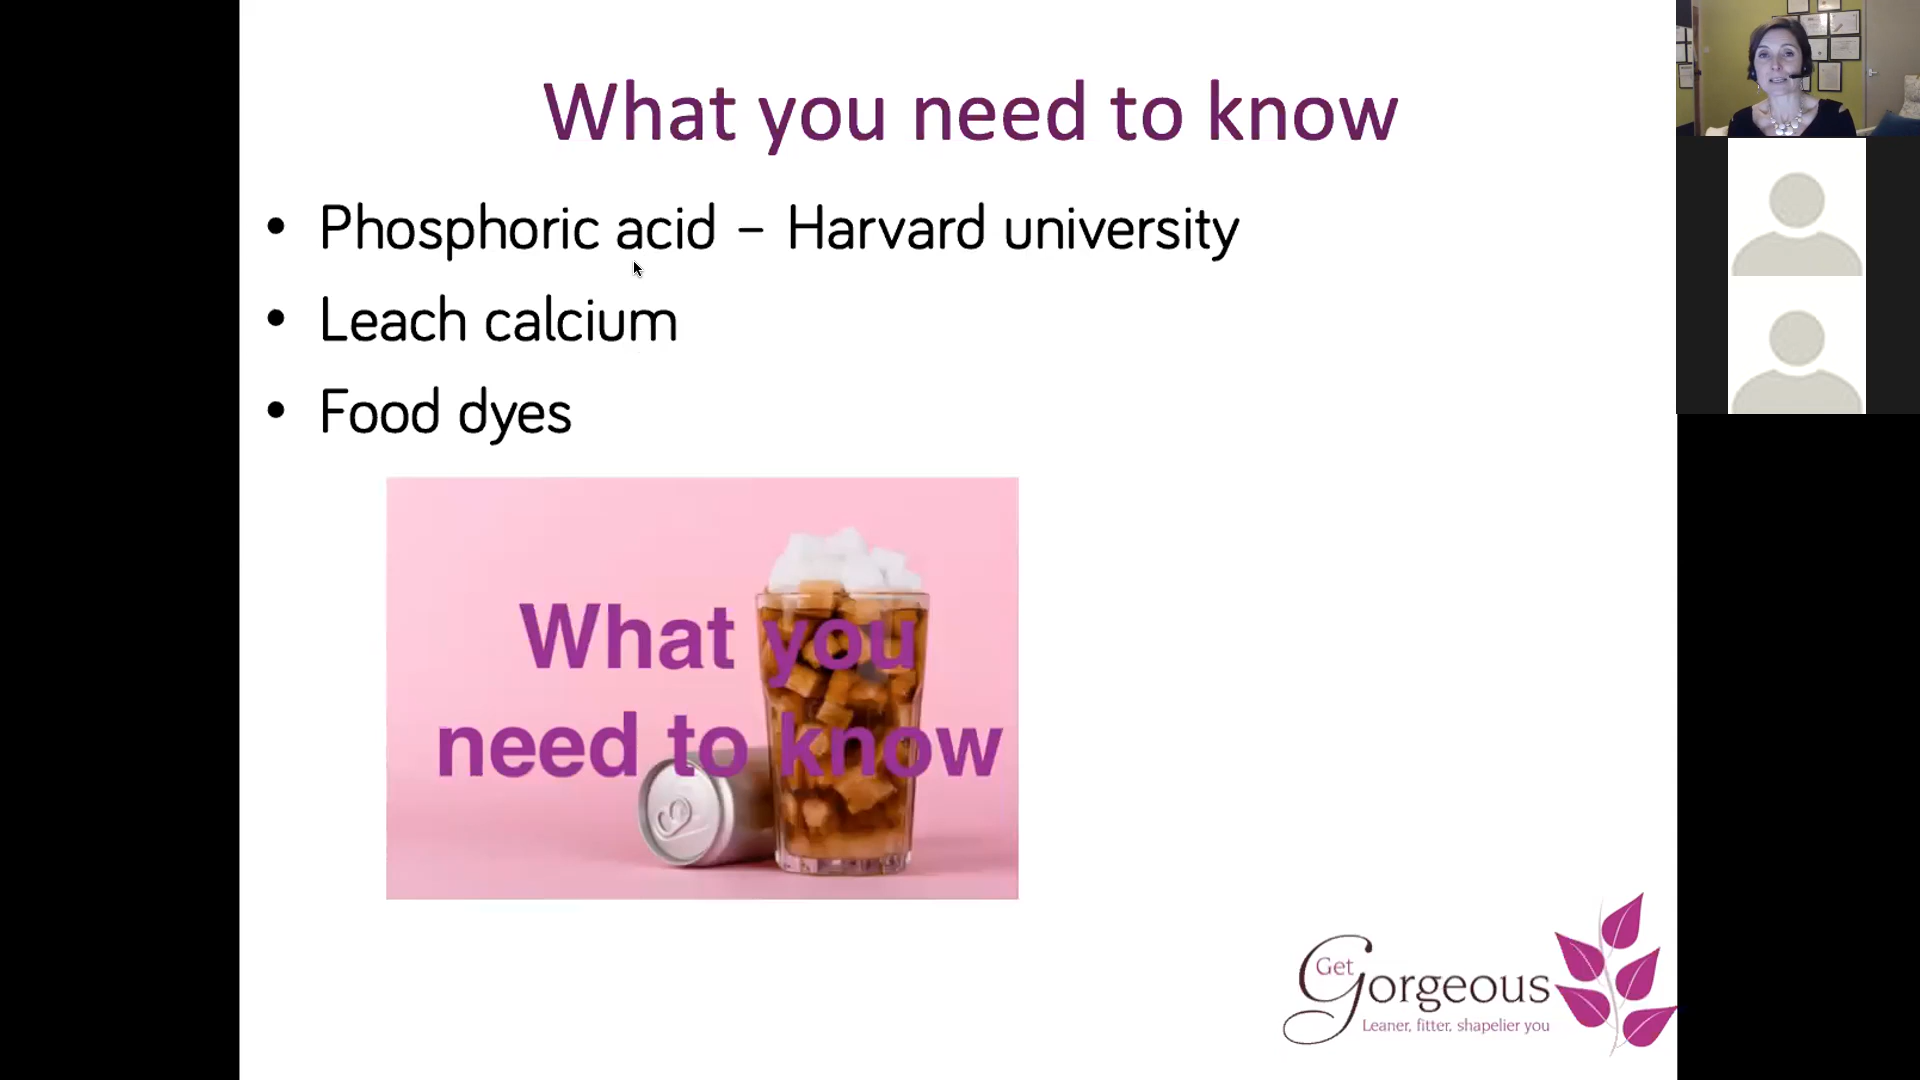 What you need to know
• Phosphoric acid – Harvard university
• Leach calcium
• Food dyes
What you
need to know
Get
Gorgeous
Leaner, fitter, shapelier you